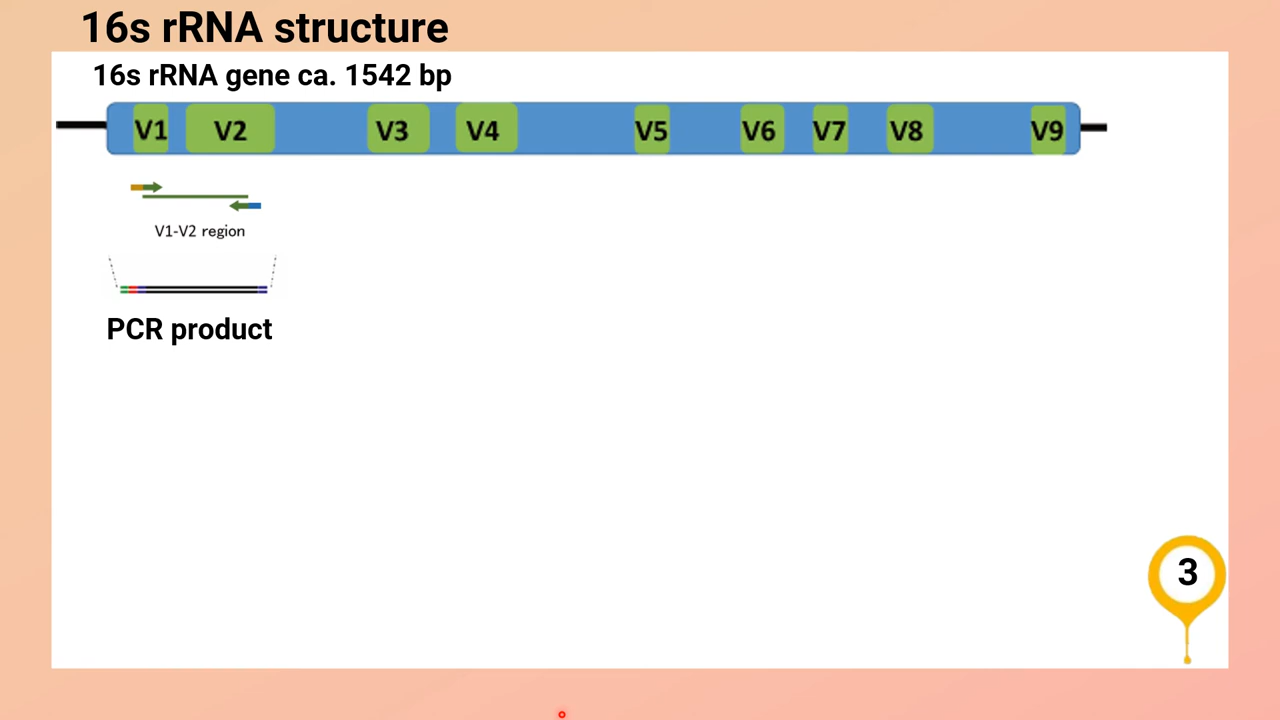 16s rRNA structure
16s rRNA gene ca. 1542 bp
V1 V2 V3 V4 V5 V6 V7 V8 V9
V1-V2 region
PCR product
3